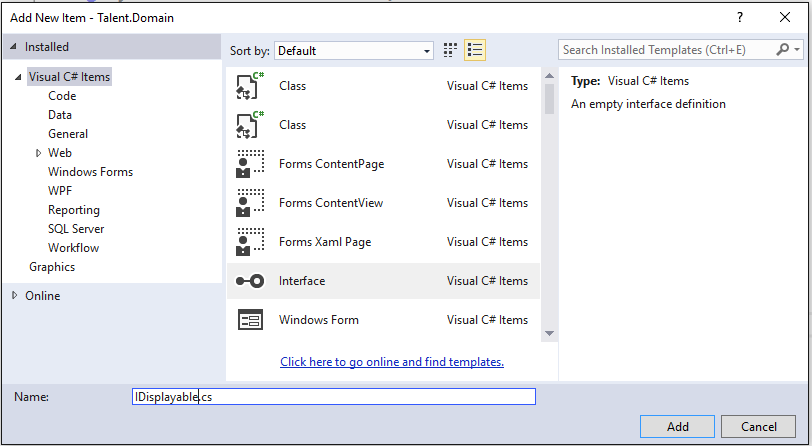 Add New Item - Talent.Domain
? X
Installed
Sort by: Default
Search Installed Templates (Ctrl+E)
Visual C# Items
Code
Data
General
Web
Windows Forms
WPF
Reporting
SQL Server
Workflow
Graphics
Online
C# Class Visual C# Items
C# Class Visual C# Items
Forms ContentPage Visual C# Items
Forms ContentView Visual C# Items
Forms Xaml Page Visual C# Items
Interface Visual C# Items
Windows Form Visual C# Items
Click here to go online and find templates.
Type: Visual C# Items
An empty interface definition
Name: IDisplayable.cs
Add Cancel